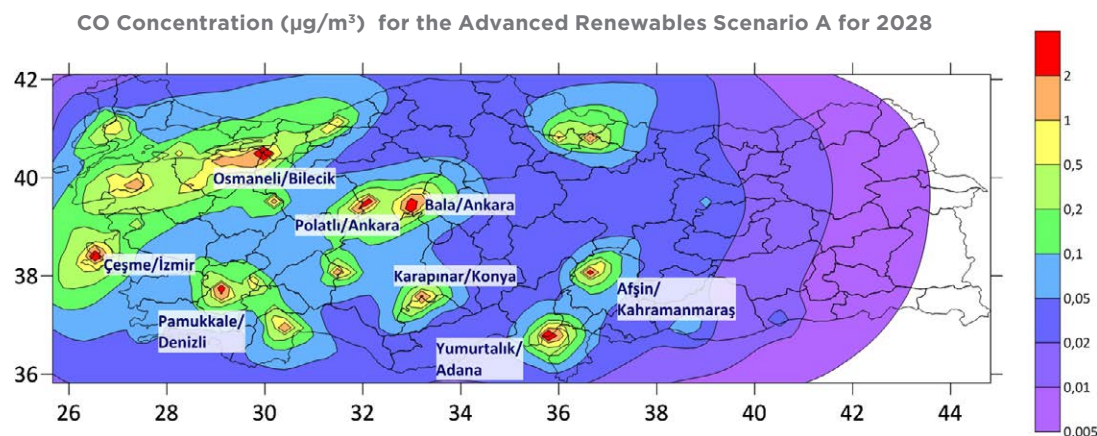 CO Concentration (µg/m³) for the Advanced Renewables Scenario A for 2028
42
40
38
36
26
28
30
32
34
36
38
40
42
44
Osmaneli/Bilecik
Bala/Ankara
Polatlı/Ankara
Çeşme/İzmir
Karapınar/Konya
Afşin/
Kahramanmaraş
Pamukkale/
Denizli
Yumurtalık/
Adana
2
1
0,5
0,2
0,1
0,05
0,02
0,01
0.005